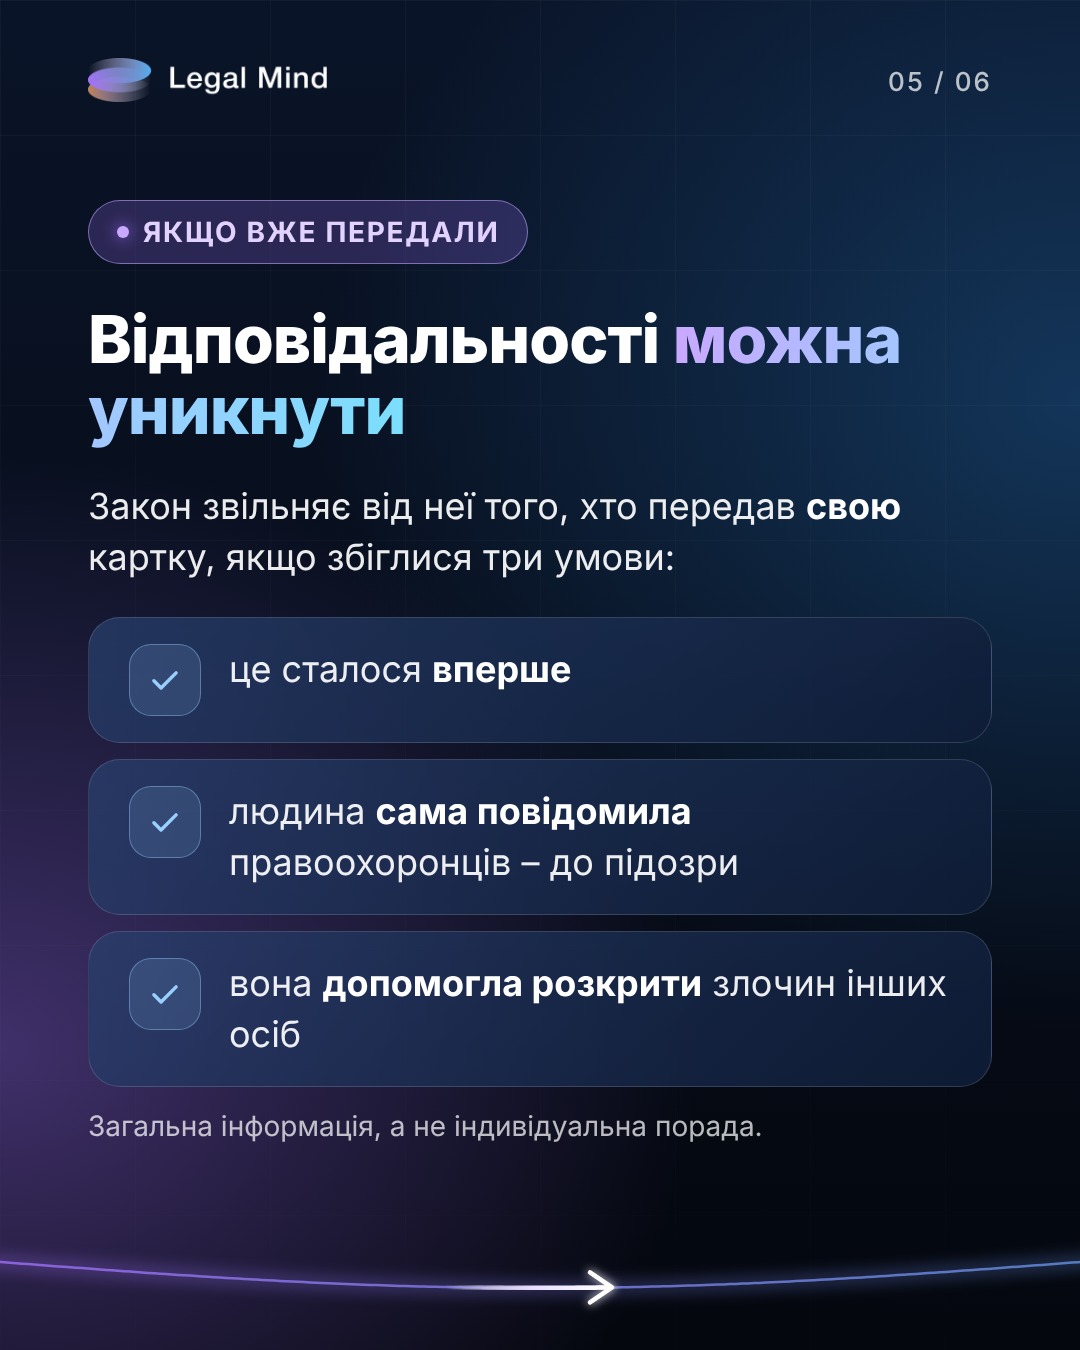 Legal Mind
05 / 06
ЯКЩО ВЖЕ ПЕРЕДАЛИ
Відповідальності можна
уникнути
Закон звільняє від неї того, хто передав свою
картку, якщо збіглися три умови:
це сталося вперше
людина сама повідомила
правоохоронців – до підозри
вона допомогла розкрити злочин інших
осіб
Загальна інформація, а не індивідуальна порада.